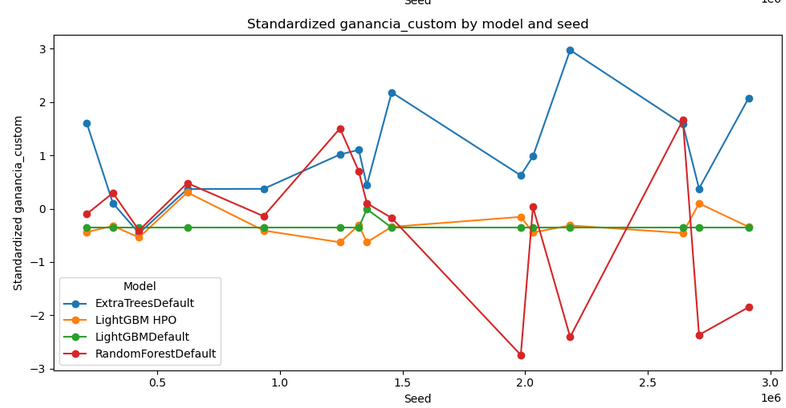 Seed
1e6
Standardized ganancia_custom by model and seed
Standardized ganancia_custom
3
2
1
0
−1
−2
−3
Model
ExtraTreesDefault
LightGBM HPO
LightGBMDefault
RandomForestDefault
0.5 1.0 1.5 2.0 2.5 3.0
Seed
1e6